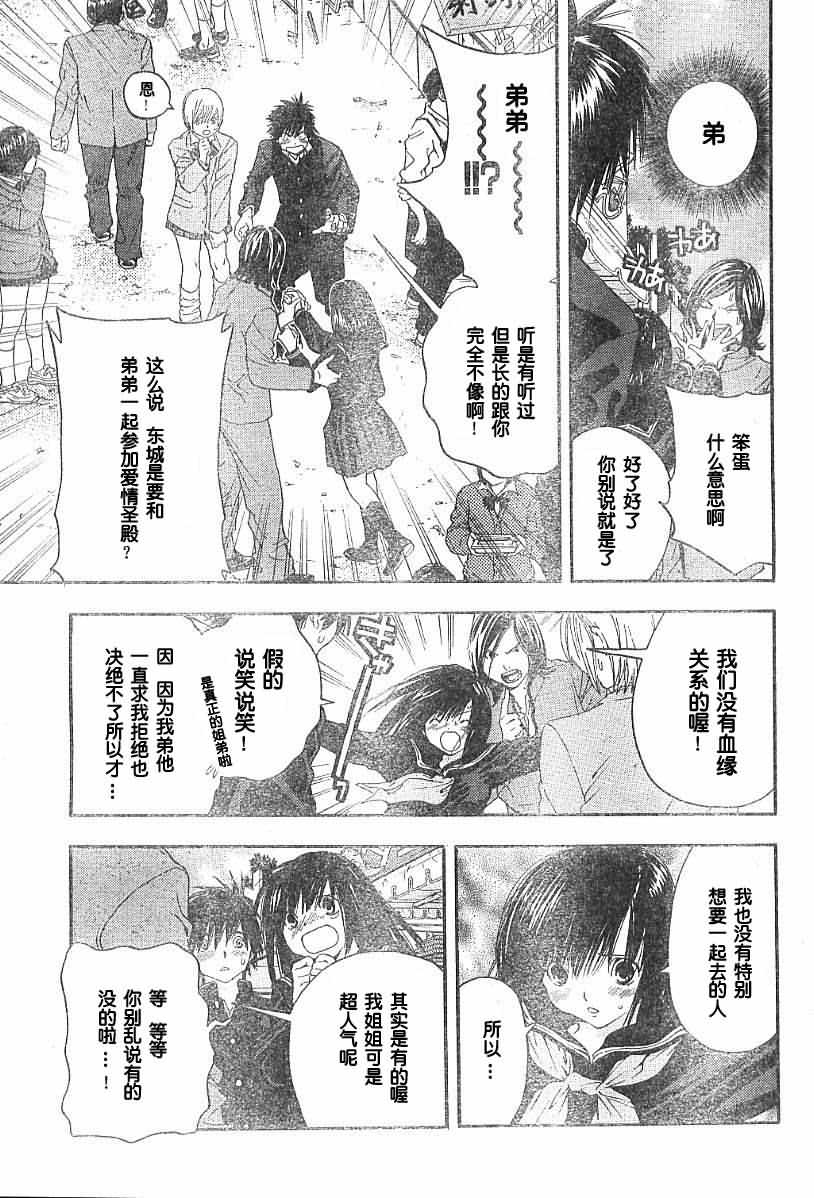 弟
かあ
かあ
笨蛋
什么意思啊
好了好了
你别说就是了
弟弟
!!?
听是有听过
但是长的跟你
完全不像啊！
恩！
这么说 东城是要和
弟弟一起参加爱情圣殿
？
我们没有血缘
关系的喔！
假的
说笑说笑！
是真正的姐弟啦
因 因为我弟他
一直求我拒绝也
决绝不了所以才…
我也没有特别
想要一起去的人
所以…
其实是有的喔
我姐姐可是
超人气呢
等 等等
你别乱说有的
没的啦…！